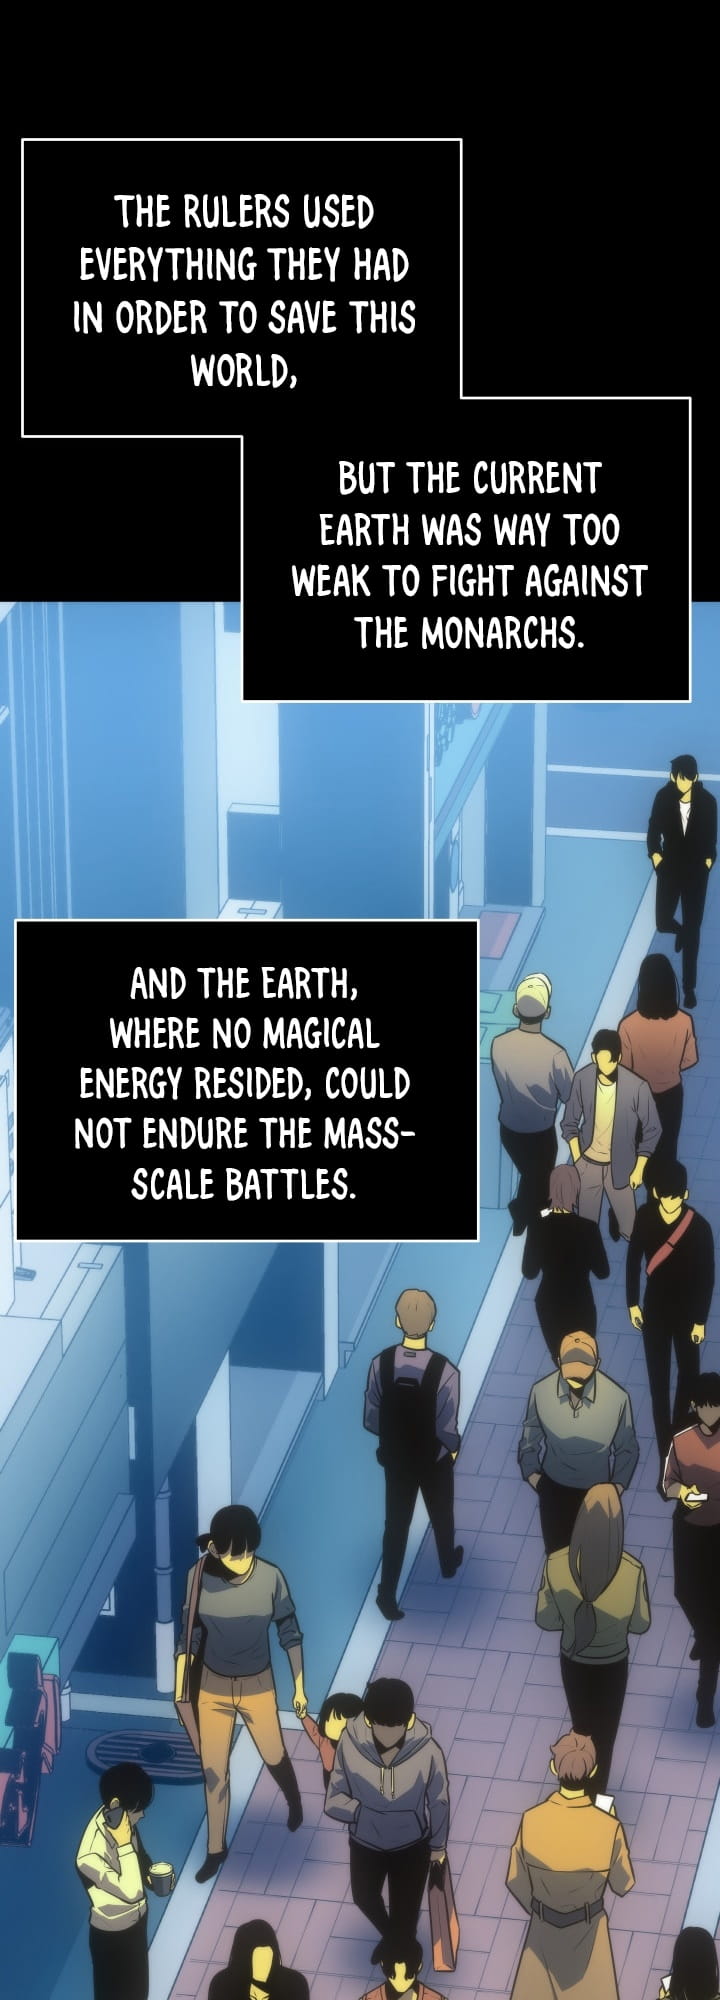 THE RULERS USED
EVERYTHING THEY HAD
IN ORDER TO SAVE THIS
WORLD,
BUT THE CURRENT
EARTH WAS WAY TOO
WEAK TO FIGHT AGAINST
THE MONARCHS.
AND THE EARTH,
WHERE NO MAGICAL
ENERGY RESIDED, COULD
NOT ENDURE THE MASS-
SCALE BATTLES.